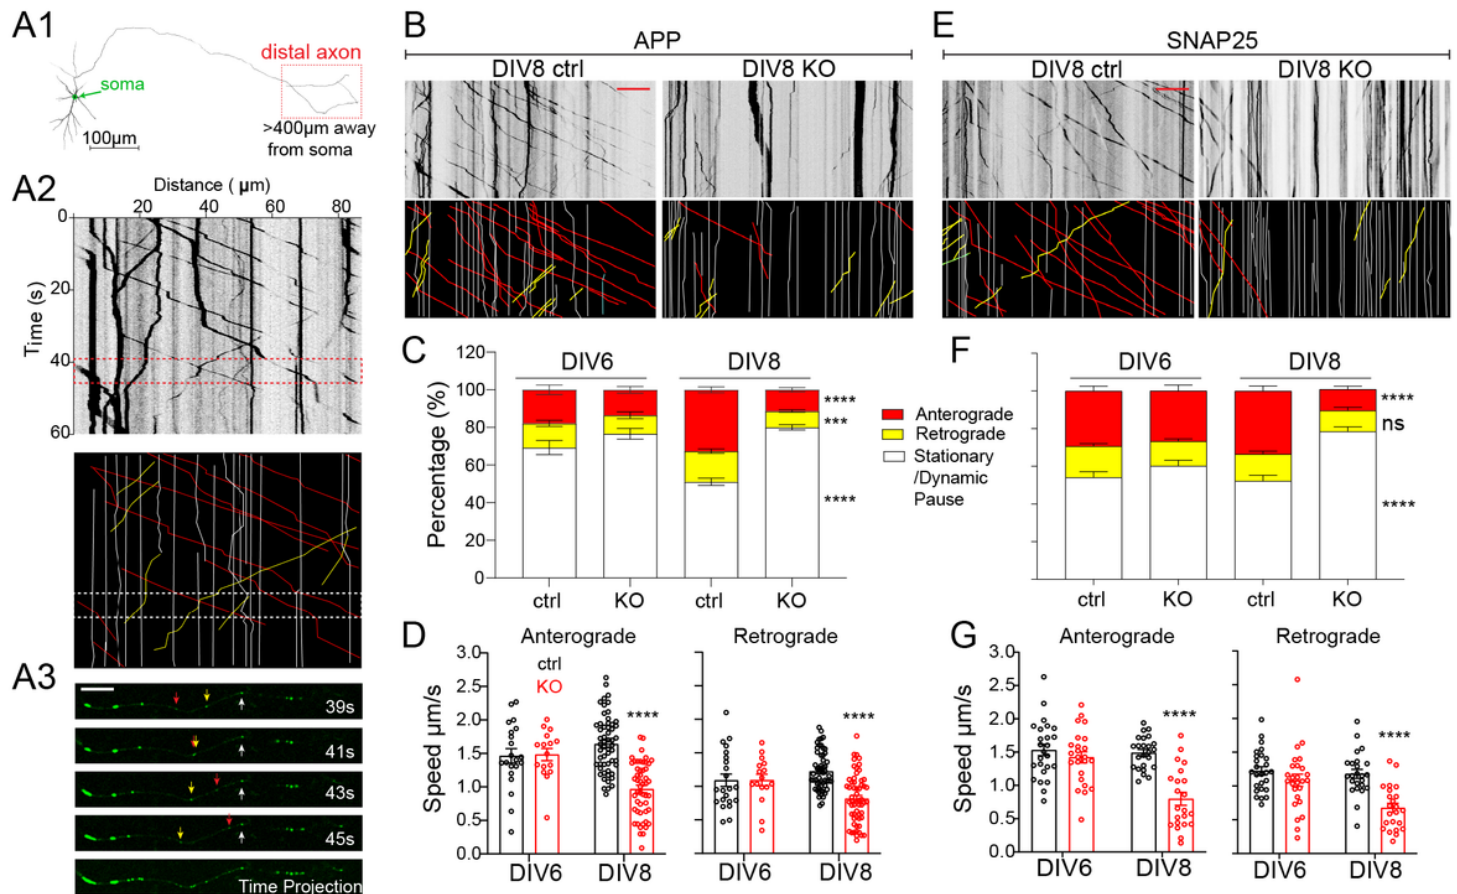 A1
soma
100μm
distal axon
>400μm away
from soma
A2
Distance ( μm)
20 40 60 80
Time (s)
0
20
40
60
A3
39s
41s
43s
45s
Time Projection
B
APP
DIV8 ctrl DIV8 KO
C
DIV6 DIV8
Percentage (%)
120
100
80
60
40
20
0
****
***
****
ctrl KO ctrl KO
Anterograde
Retrograde
Stationary
/Dynamic
Pause
D
Anterograde Retrograde
ctrl
KO
Speed μm/s
3.0
2.5
2.0
1.5
1.0
0.5
0.0
**** ****
DIV6 DIV8 DIV6 DIV8
E
SNAP25
DIV8 ctrl DIV8 KO
F
DIV6 DIV8
****
ns
****
ctrl KO ctrl KO
G
Anterograde Retrograde
Speed μm/s
3.0
2.5
2.0
1.5
1.0
0.5
0.0
**** ****
DIV6 DIV8 DIV6 DIV8